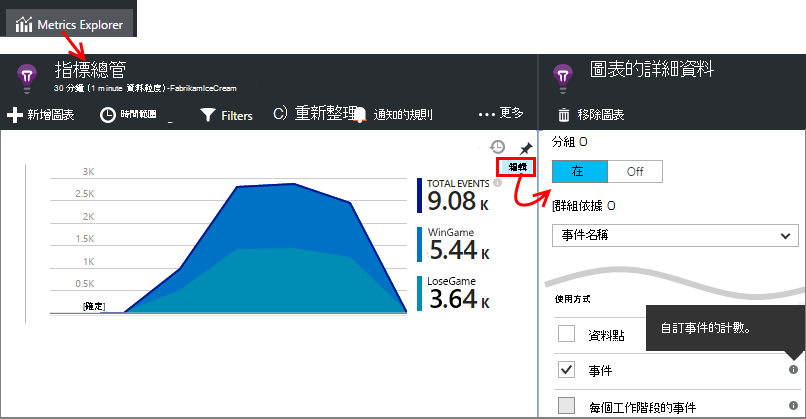 Metrics Explorer
指標總管
30 分鐘 (1 minute 資料粒度)-FabrikamIceCream
新增圖表
時間範圍
Filters
C) 重新整理
通知的規則
更多
編輯
3K
2.5K
2K
1.5K
1K
0.5K
[確定]
TOTAL EVENTS
9.08 K
WinGame
5.44 K
LoseGame
3.64 K
圖表的詳細資料
移除圖表
分組 O
在
Off
[群組依據 O
事件名稱
使用方式
自訂事件的計數。
資料點
事件
每個工作階段的事件